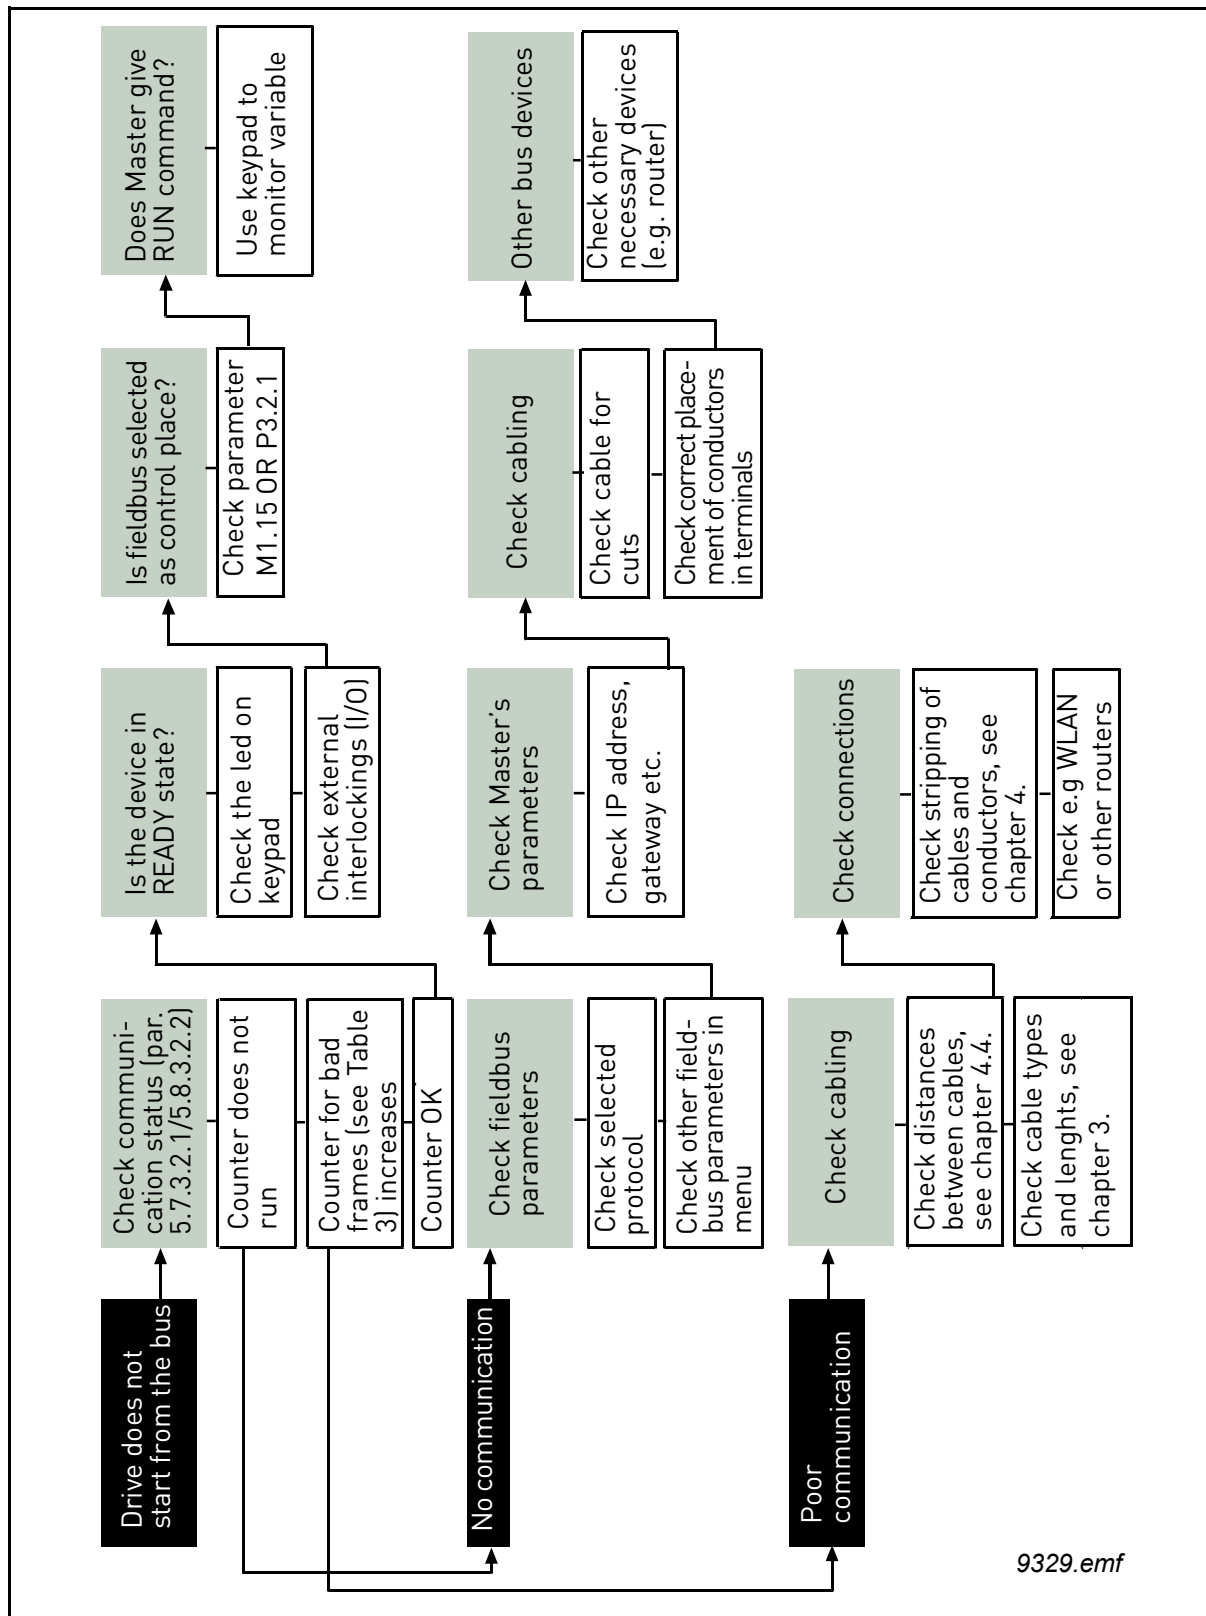 Drive does not
start from the bus
Check communi-
cation status (par.
5.7.3.2.1/5.8.3.2.2)
Counter does not
run
Counter for bad
frames (see Table
3) increases
Counter OK
Is the device in
READY state?
Check the led on
keypad
Check external
interlockings (I/O)
Is fieldbus selected
as control place?
Check parameter
M1.15 OR P3.2.1
Does Master give
RUN command?
Use keypad to
monitor variable
No communication
Check fieldbus
parameters
Check selected
protocol
Check other field-
bus parameters in
menu
Check Master's
parameters
Check IP address,
gateway etc.
Check cabling
Check cable for
cuts
Check correct place-
ment of conductors
in terminals
Other bus devices
Check other
necessary devices
(e.g. router)
Poor
communication
Check cabling
Check distances
between cables,
see chapter 4.4.
Check cable types
and lenghts, see
chapter 3.
Check connections
Check stripping of
cables and
conductors, see
chapter 4.
Check e.g WLAN
or other routers
9329.emf